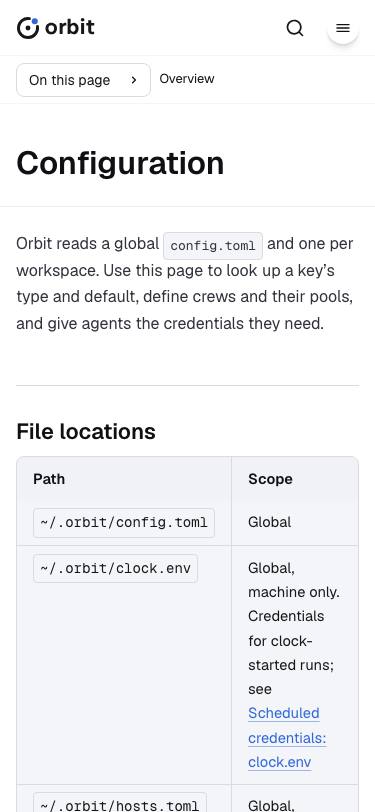 orbit
On this page
Overview
Configuration
Orbit reads a global config.toml and one per
workspace. Use this page to look up a key’s
type and default, define crews and their pools,
and give agents the credentials they need.
File locations
Path Scope
~/.orbit/config.toml Global
~/.orbit/clock.env Global,
machine only.
Credentials
for clock-
started runs;
see
Scheduled
credentials:
clock.env
~/.orbit/hosts.toml Global,